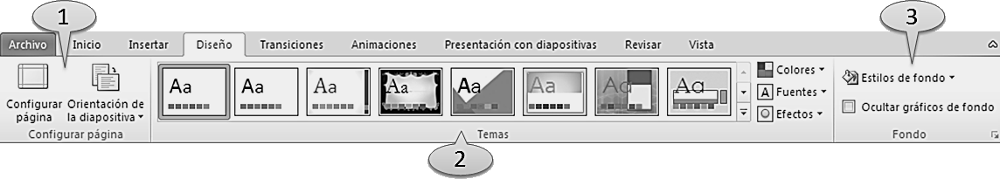 1
3
Archivo Inicio Insertar Diseño Transiciones Animaciones Presentación con diapositivas Revisar Vista
Configurar página
Orientación de la diapositiva
Configurar página
Aa Aa Aa Aa Aa Aa Aa Aa
Temas
Colores
Fuentes
Efectos
Estilos de fondo
Ocultar gráficos de fondo
Fondo
2